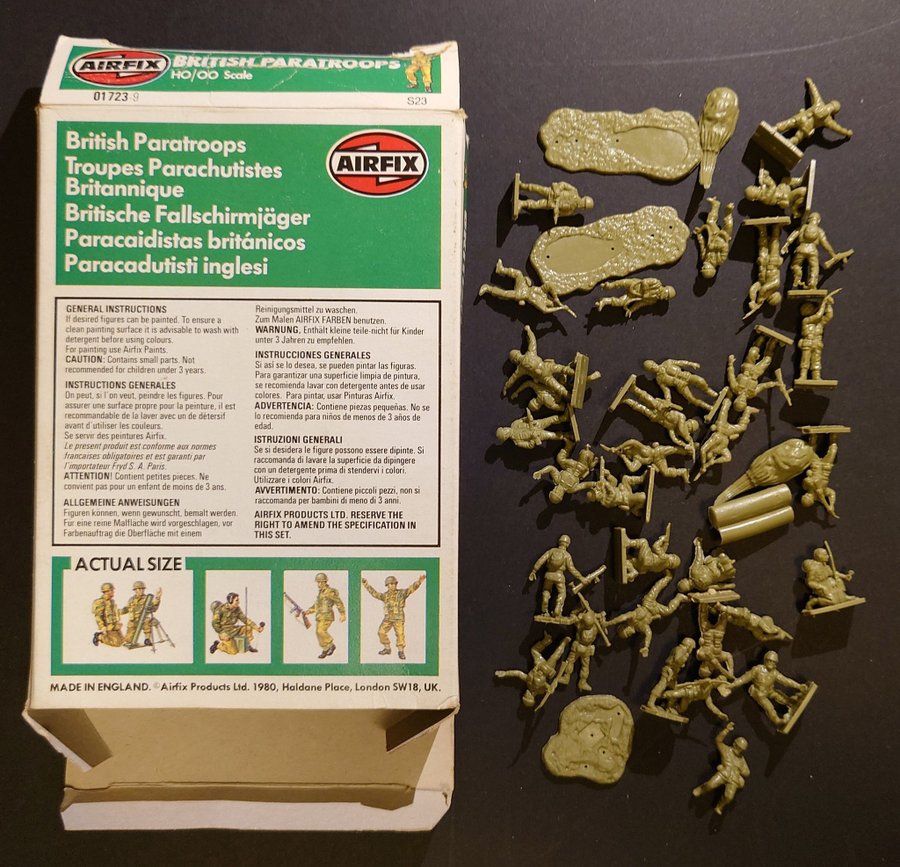 AIRFIX
BRITISH PARATROOPS
HO/OO Scale
01723-9
S23
British Paratroops
Troupes Parachutistes
Britannique
Britische Fallschirmjäger
Paracaidistas británicos
Paracadutisti inglesi
AIRFIX
GENERAL INSTRUCTIONS
If desired figures can be painted. To ensure a
clean painting surface it is advisable to wash with
detergent before using colours.
For painting use Airfix Paints.
CAUTION: Contains small parts. Not
recommended for children under 3 years.
INSTRUCTIONS GENERALES
On peut, si l'on veut, peindre les figures. Pour
assurer une surface propre pour la peinture, il est
recommandable de la laver avec un de détersif
avant d'utiliser les couleurs.
Se servir des peintures Airfix.
Le present produit est conforme aux normes
francaises obligatoires et est garanti par
l'importateur Fryd S. A. Paris.
ATTENTION! Contient petites pieces. Ne
convient pas pour un enfant de moins de 3 ans.
ALLGEMEINE ANWEISUNGEN
Figuren können, wenn gewunscht, bemalt werden.
Für eine reine Malfläche wird vorgeschlagen, vor
Farbenauftrag die Oberfläche mit einem
Reinigungsmittel zu waschen.
Zum Malen AIRFIX FARBEN benutzen.
WARNUNG, Enthält kleine teile-nicht für Kinder
unter 3 Jahren zu empfehlen.
INSTRUCCIONES GENERALES
Si asi se lo desea, se pueden pintar las figuras.
Para garantizar una superficie limpia de pintura,
se recomienda lavar con detergente antes de usar
colores. Para pintar, usar Pinturas Airfix.
ADVERTENCIA: Contiene piezas pequeñas. No se
lo recomienda para niños de menos de 3 años de
edad.
ISTRUZIONI GENERALI
Se si desidera le figure possono essere dipinte. Si
raccomanda di lavare la superficie da dipingere
con un detergente prima di stendervi i colori.
Utilizzare i colori Airfix.
AVVERTIMENTO: Contiene piccoli pezzi, non si
raccomanda per bambini di meno di 3 anni.
AIRFIX PRODUCTS LTD. RESERVE THE
RIGHT TO AMEND THE SPECIFICATION IN
THIS SET.
ACTUAL SIZE
MADE IN ENGLAND. ©Airfix Products Ltd. 1980, Haldane Place, London SW18, UK.